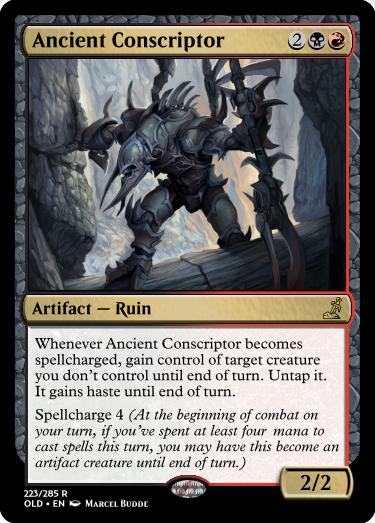 Ancient Conscriptor 2
Artifact — Ruin
Whenever Ancient Conscriptor becomes
spellcharged, gain control of target creature
you don't control until end of turn. Untap it.
It gains haste until end of turn.
Spellcharge 4 (At the beginning of combat on
your turn, if you've spent at least four mana to
cast spells this turn, you may have this become an
artifact creature until end of turn.)
2/2
223/285 R
OLD • EN Marcel Budde